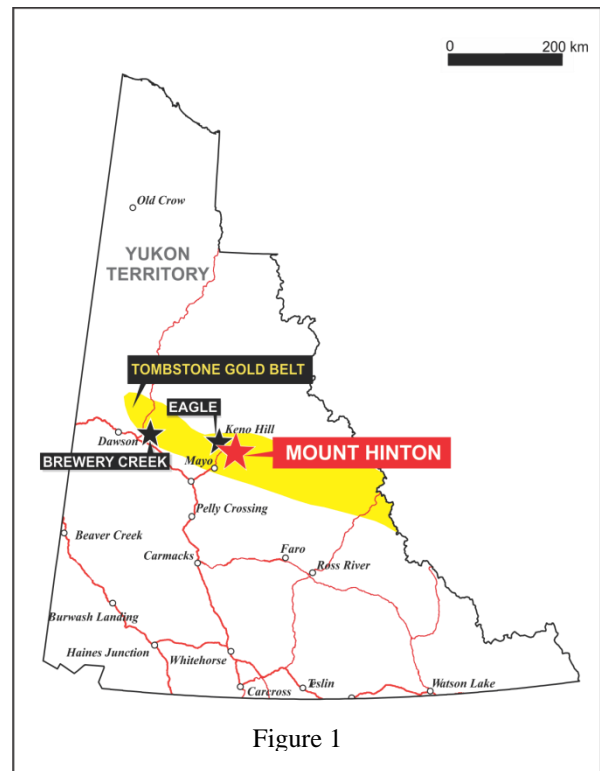 0 200 km
Old Crow
YUKON
TERRITORY
TOMBSTONE GOLD BELT
EAGLE
Keno Hill
Dawson
BREWERY CREEK
MOUNT HINTON
Mayo
Pelly Crossing
Beaver Creek
Carmacks
Faro
Ross River
Burwash Landing
Haines Junction
Whitehorse
Carcross
Teslin
Watson Lake
Figure 1